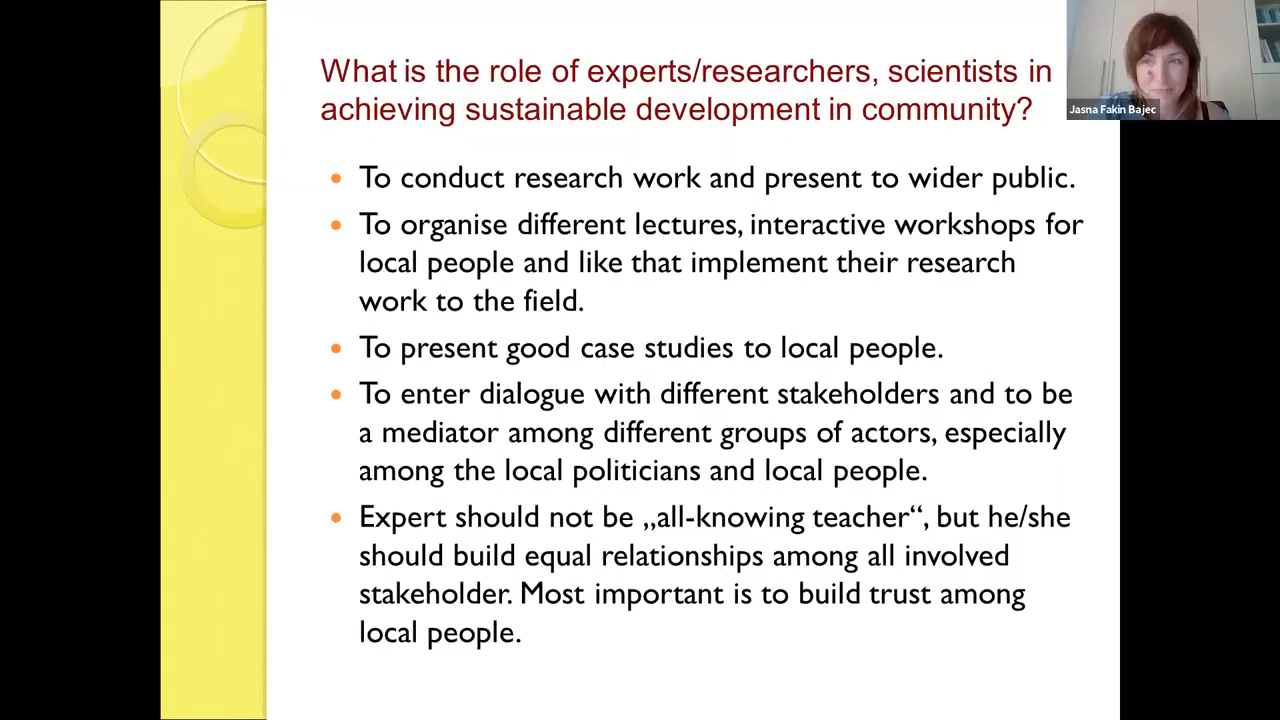 What is the role of experts/researchers, scientists in
achieving sustainable development in community?
Jasna Fakin Bajec
• To conduct research work and present to wider public.
• To organise different lectures, interactive workshops for
local people and like that implement their research
work to the field.
• To present good case studies to local people.
• To enter dialogue with different stakeholders and to be
a mediator among different groups of actors, especially
among the local politicians and local people.
• Expert should not be „all-knowing teacher“, but he/she
should build equal relationships among all involved
stakeholder. Most important is to build trust among
local people.